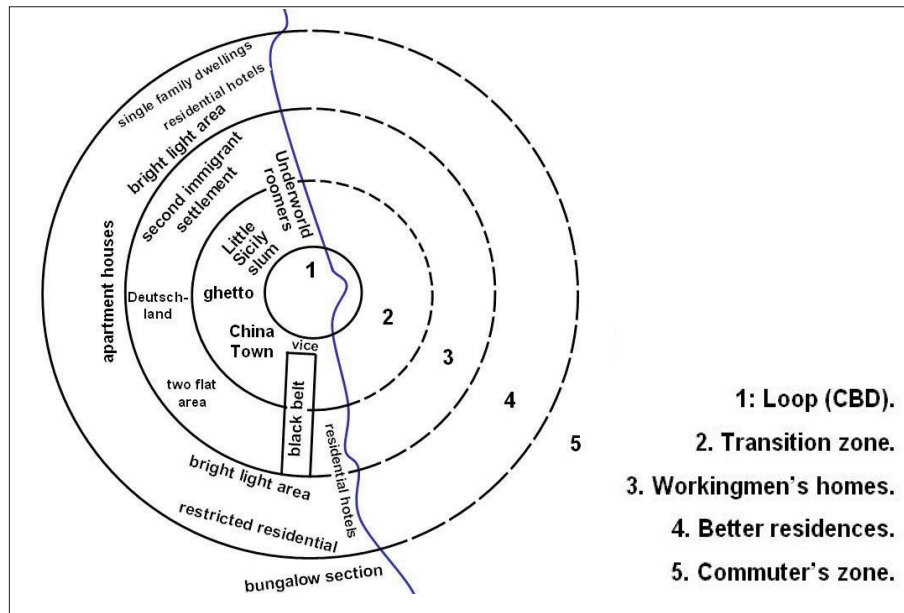 single family dwellings
residential hotels
bright light area
second immigrant
settlement
Underworld
roomers
Little
Sicily
slum
1
apartment houses
Deutsch-
land
ghetto
2
China
Town
vice
3
two flat
area
black belt
4
residential hotels
5
bright light area
restricted residential
bungalow section
1: Loop (CBD).
2. Transition zone.
3. Workingmen's homes.
4. Better residences.
5. Commuter's zone.